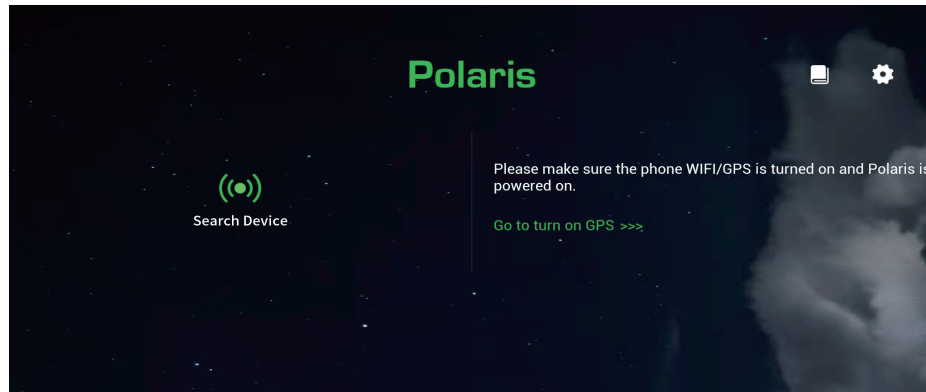 Polaris
Search Device
Please make sure the phone WIFI/GPS is turned on and Polaris is
powered on.
Go to turn on GPS >>>